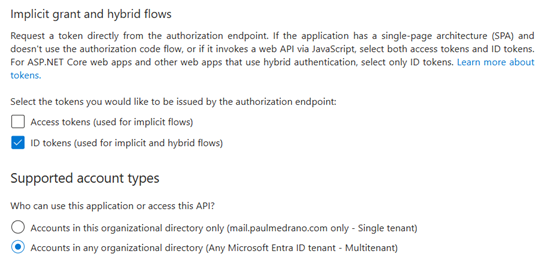 Implicit grant and hybrid flows
Request a token directly from the authorization endpoint. If the application has a single-page architecture (SPA) and
doesn't use the authorization code flow, or if it invokes a web API via JavaScript, select both access tokens and ID tokens.
For ASP.NET Core web apps and other web apps that use hybrid authentication, select only ID tokens. Learn more about
tokens.
Select the tokens you would like to be issued by the authorization endpoint:
Access tokens (used for implicit flows)
ID tokens (used for implicit and hybrid flows)
Supported account types
Who can use this application or access this API?
Accounts in this organizational directory only (mail.paulmedrano.com only - Single tenant)
Accounts in any organizational directory (Any Microsoft Entra ID tenant - Multitenant)